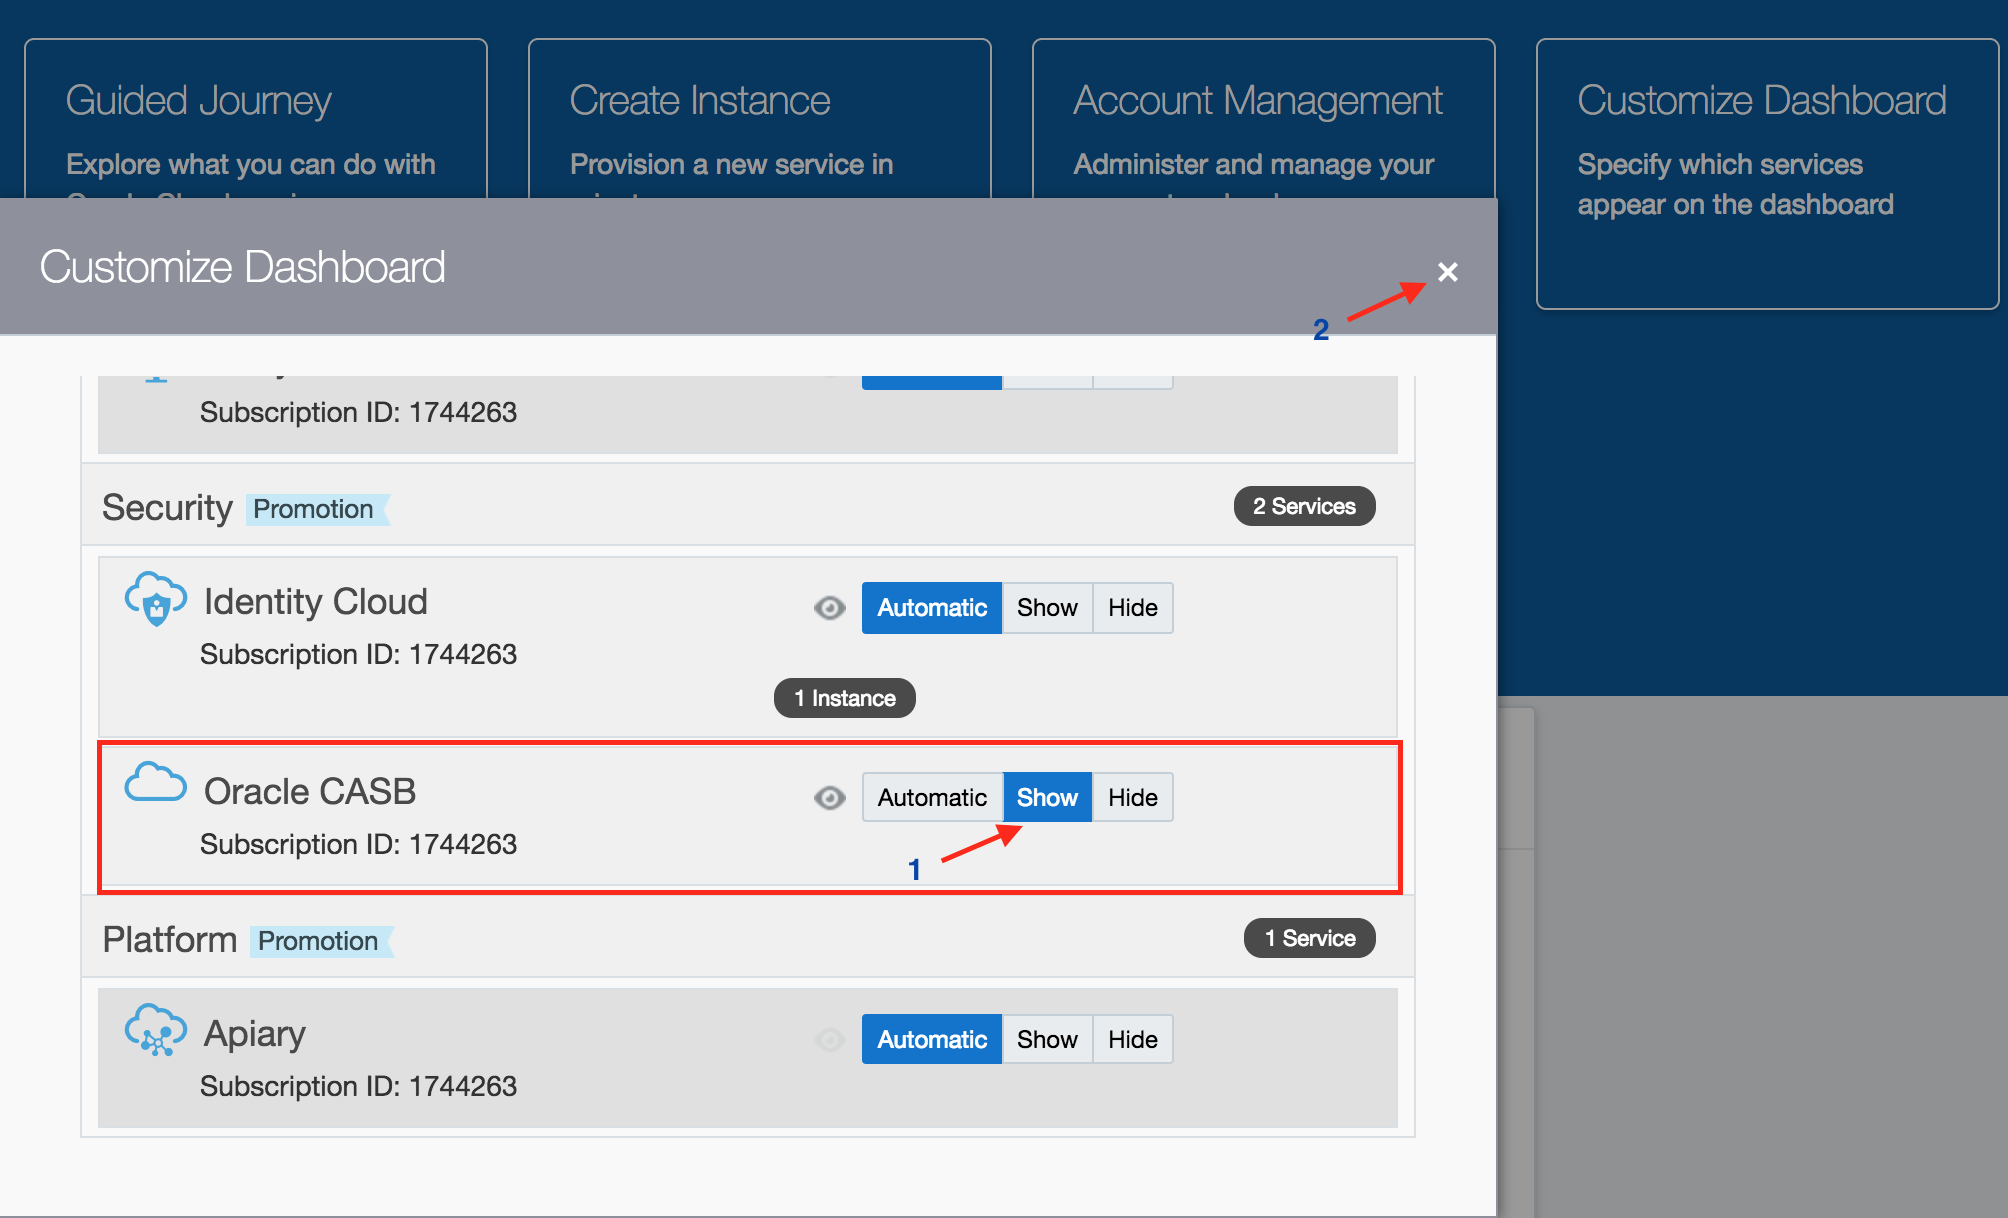 Guided Journey
Explore what you can do with
Create Instance
Provision a new service in
Account Management
Administer and manage your
Customize Dashboard
Specify which services
appear on the dashboard
Customize Dashboard
×
2
Subscription ID: 1744263
Security Promotion 2 Services
Identity Cloud Automatic Show Hide
Subscription ID: 1744263
1 Instance
Oracle CASB Automatic Show Hide
Subscription ID: 1744263
1
Platform Promotion 1 Service
Apiary Automatic Show Hide
Subscription ID: 1744263